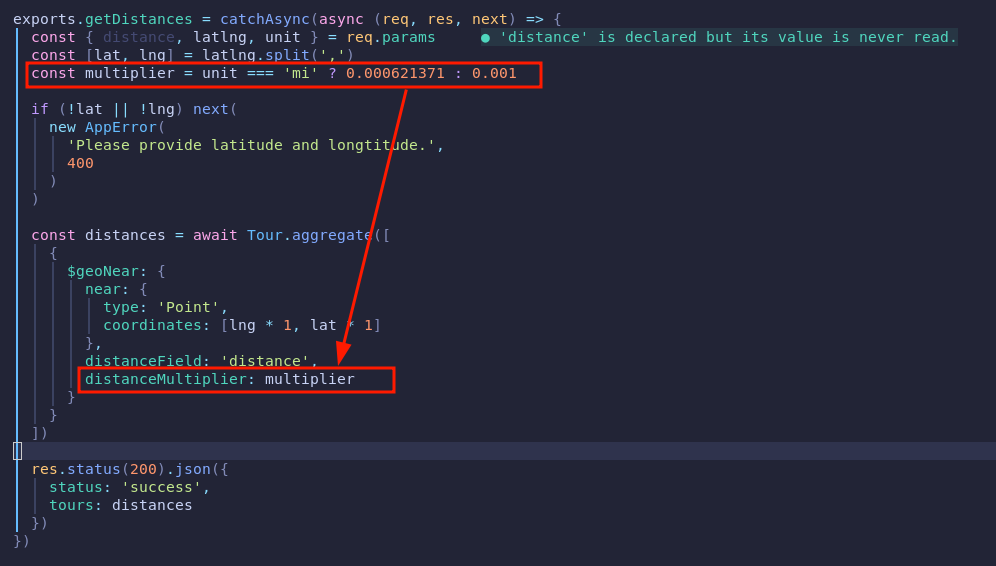 exports.getDistances = catchAsync(async (req, res, next) => {
const { distance, latlng, unit } = req.params ● 'distance' is declared but its value is never read.
const [lat, lng] = latlng.split(',')
const multiplier = unit === 'mi' ? 0.000621371 : 0.001
if (!lat || !lng) next(
new AppError(
'Please provide latitude and longtitude.',
400
)
)
const distances = await Tour.aggregate([
{
$geoNear: {
near: {
type: 'Point',
coordinates: [lng * 1, lat * 1]
},
distanceField: 'distance',
distanceMultiplier: multiplier
}
}
])
res.status(200).json({
status: 'success',
tours: distances
})
})